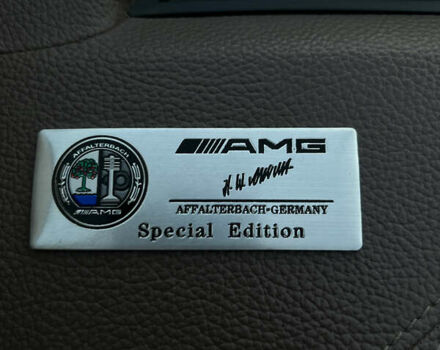 AFFALTERBACH
AMG
AMG
AFFALTERBACH-GERMANY
Special Edition